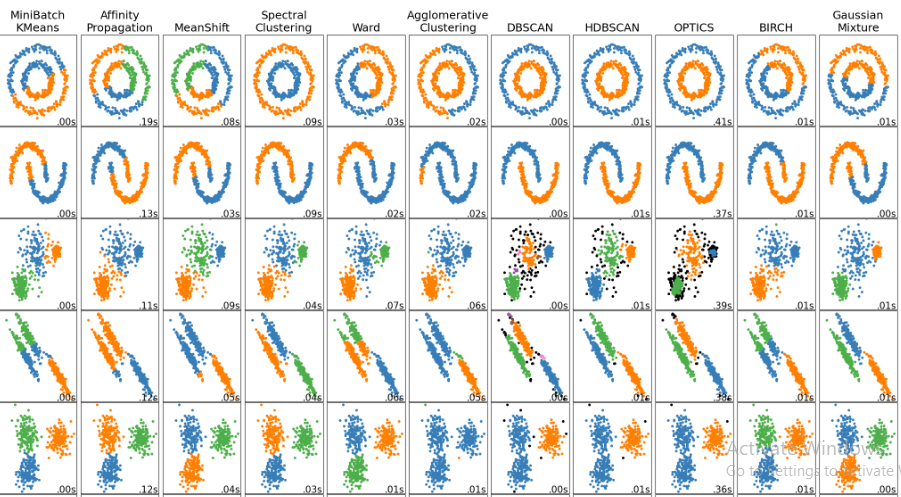 MiniBatch KMeans
Affinity Propagation
MeanShift
Spectral Clustering
Ward
Agglomerative Clustering
DBSCAN
HDBSCAN
OPTICS
BIRCH
Gaussian Mixture
.00s .19s .08s .09s .03s .02s .00s .01s .41s .01s .01s
.00s .13s .03s .09s .02s .02s .00s .01s .37s .01s .00s
.00s .11s .09s .04s .07s .06s .00s .01s .39s .01s .01s
.00s .12s .05s .04s .06s .05s .00s .01s .38s .01s .01s
.00s .12s .04s .03s .01s .01s .00s .01s .36s .01s .00s
Activate Windows
Go to Settings to activate